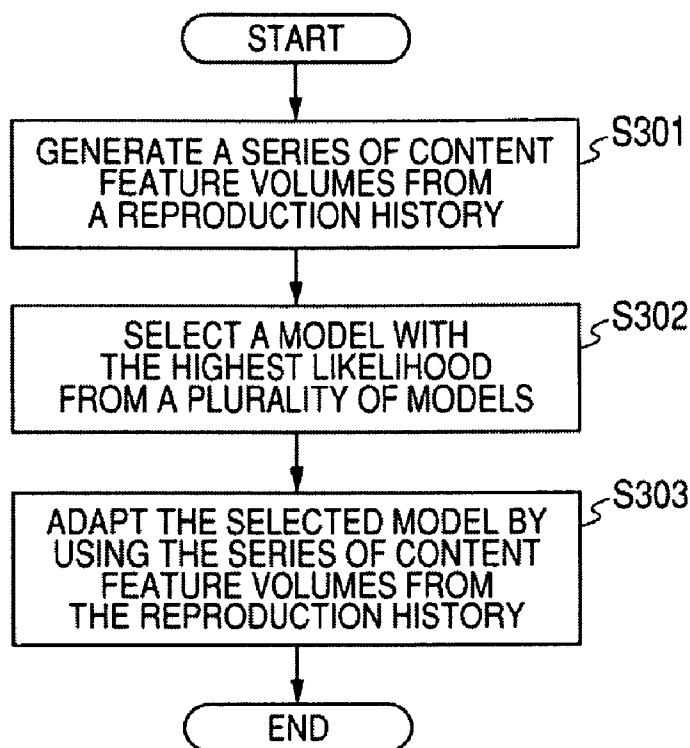 START
GENERATE A SERIES OF CONTENT
FEATURE VOLUMES FROM
A REPRODUCTION HISTORY
S301
SELECT A MODEL WITH
THE HIGHEST LIKELIHOOD
FROM A PLURALITY OF MODELS
S302
ADAPT THE SELECTED MODEL BY
USING THE SERIES OF CONTENT
FEATURE VOLUMES FROM
THE REPRODUCTION HISTORY
S303
END